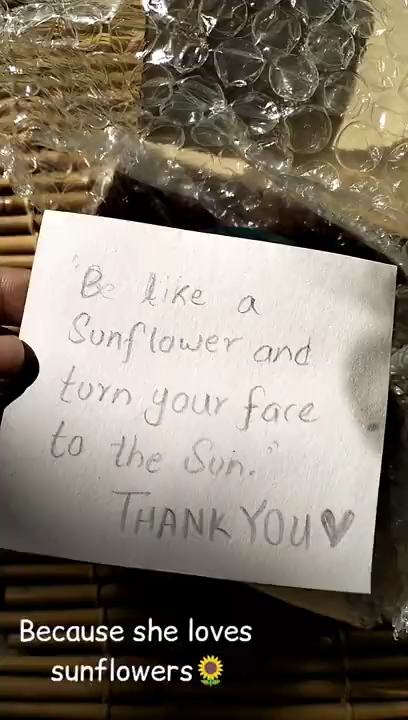 "Be like a
Sunflower and
turn your face
to the Sun."
THANK YOU♥
Because she loves
sunflowers🌻